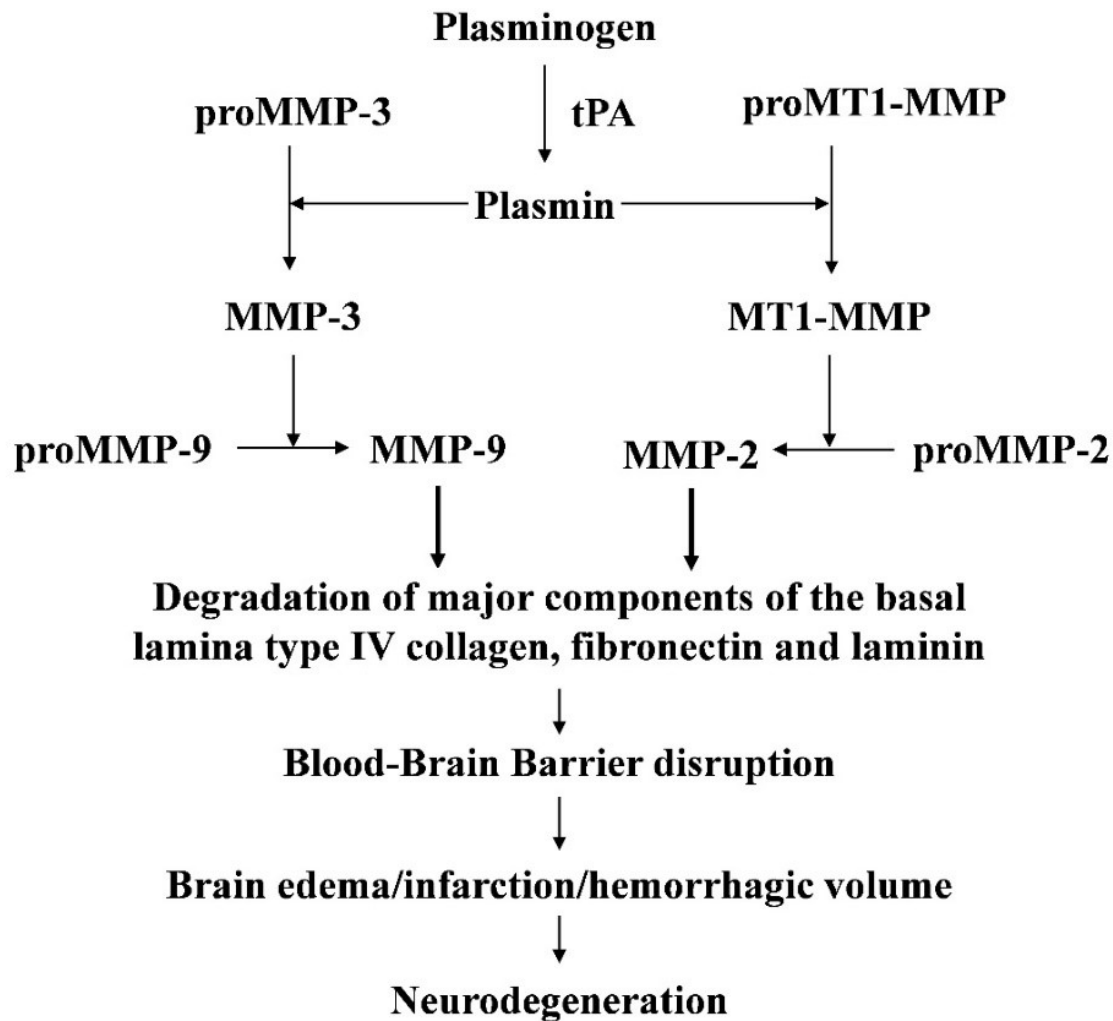 Plasminogen
proMMP-3
tPA
proMT1-MMP
Plasmin
MMP-3
MT1-MMP
proMMP-9
MMP-9
MMP-2
proMMP-2
Degradation of major components of the basal
lamina type IV collagen, fibronectin and laminin
Blood-Brain Barrier disruption
Brain edema/infarction/hemorrhagic volume
Neurodegeneration